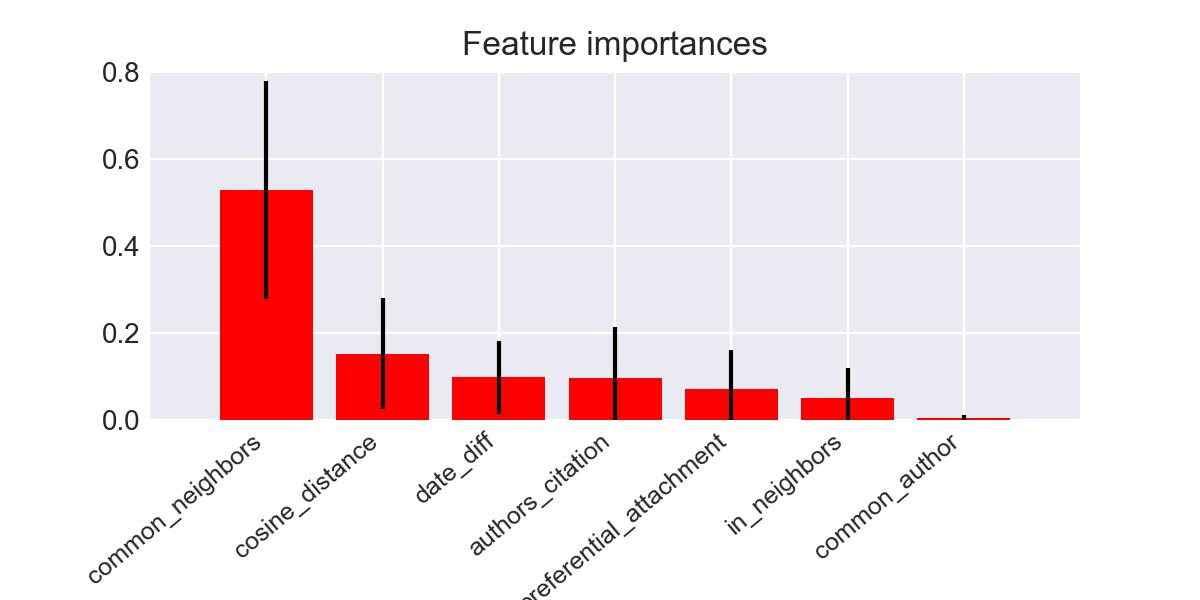 Feature importances
0.8
0.6
0.4
0.2
0.0
common_neighbors
cosine_distance
date_diff
authors_citation
preferential_attachment
in_neighbors
common_author